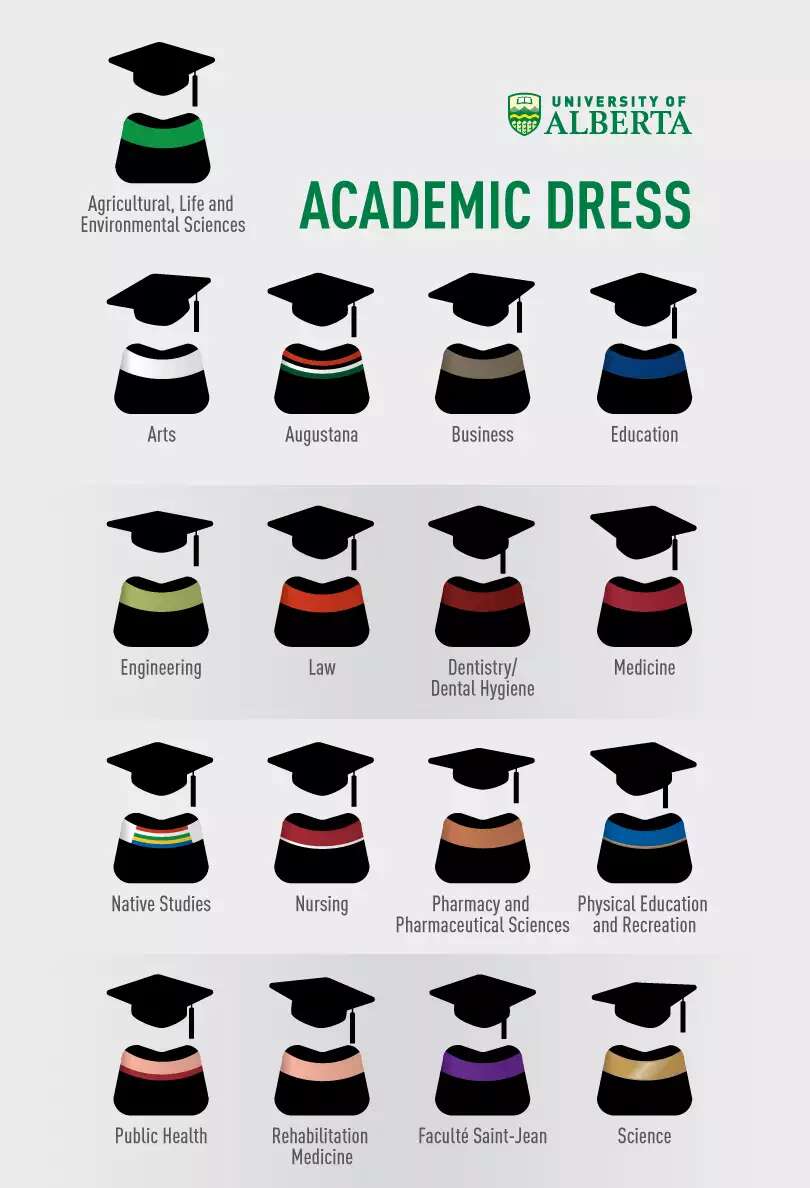 UNIVERSITY OF
ALBERTA
ACADEMIC DRESS
Agricultural, Life and
Environmental Sciences
Arts
Augustana
Business
Education
Engineering
Law
Dentistry/
Dental Hygiene
Medicine
Native Studies
Nursing
Pharmacy and
Pharmaceutical Sciences
Physical Education
and Recreation
Public Health
Rehabilitation
Medicine
Faculté Saint-Jean
Science